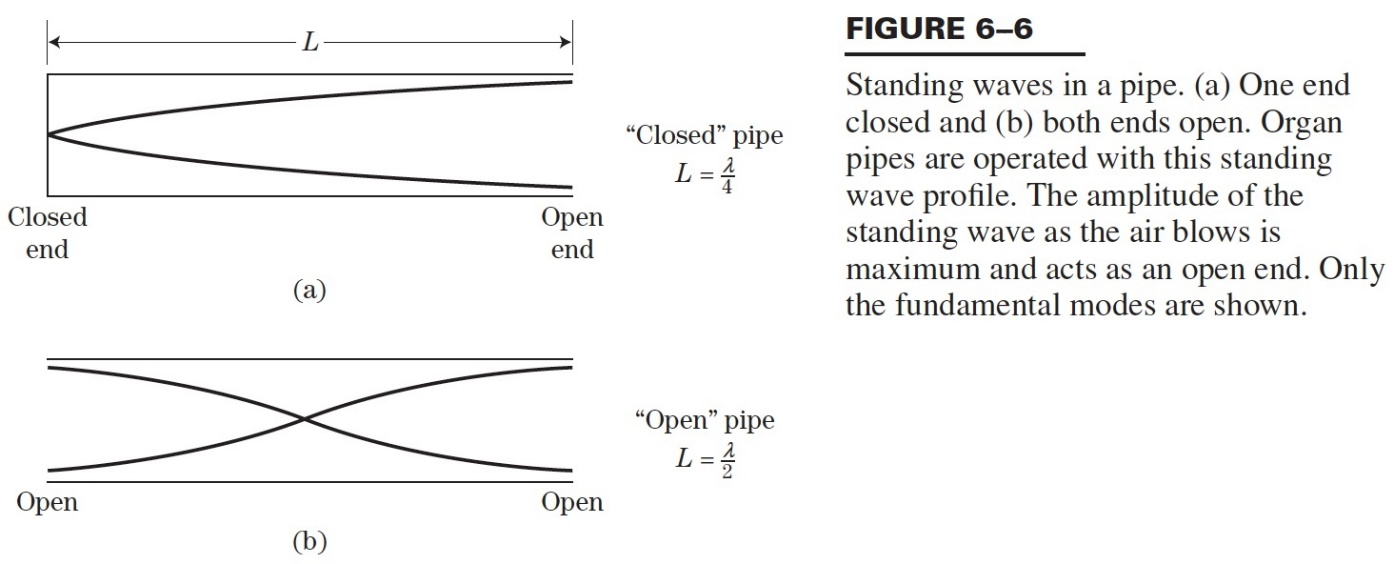 L
"Closed" pipe
L = λ/4
Closed end
Open end
(a)
"Open" pipe
L = λ/2
Open
Open
(b)
FIGURE 6–6
Standing waves in a pipe. (a) One end
closed and (b) both ends open. Organ
pipes are operated with this standing
wave profile. The amplitude of the
standing wave as the air blows is
maximum and acts as an open end. Only
the fundamental modes are shown.